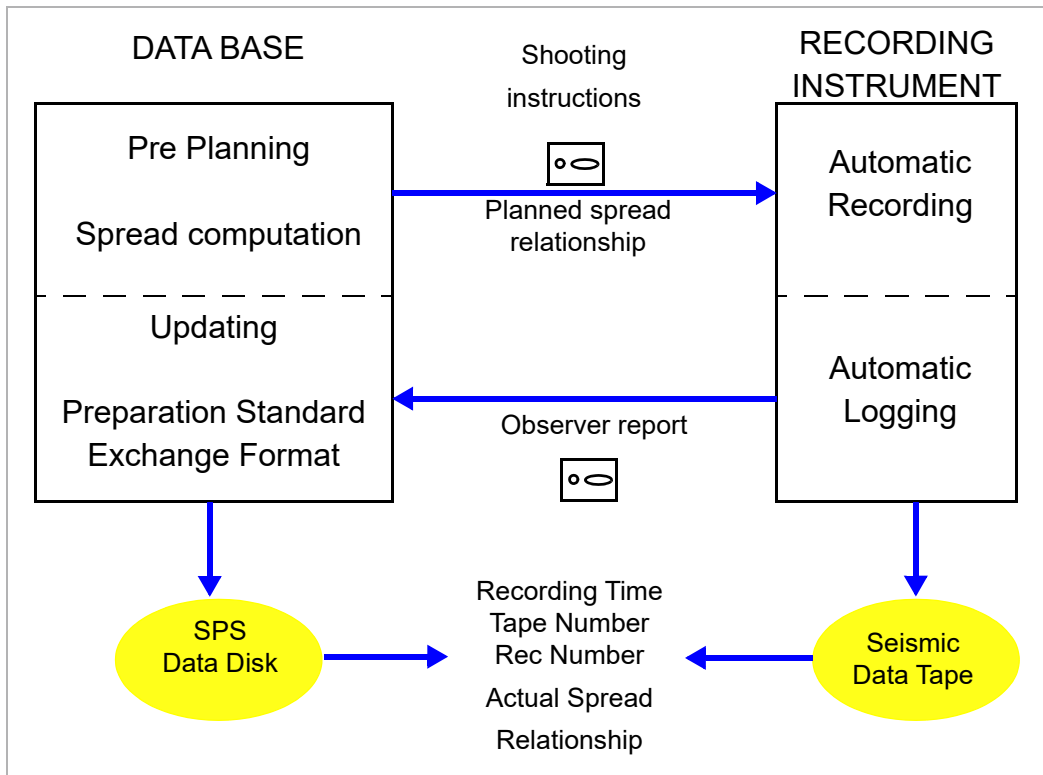 DATA BASE
Shooting
instructions
RECORDING
INSTRUMENT
Pre Planning
Spread computation
Planned spread
relationship
Automatic
Recording
Updating
Preparation Standard
Exchange Format
Observer report
Automatic
Logging
SPS
Data Disk
Recording Time
Tape Number
Rec Number
Actual Spread
Relationship
Seismic
Data Tape